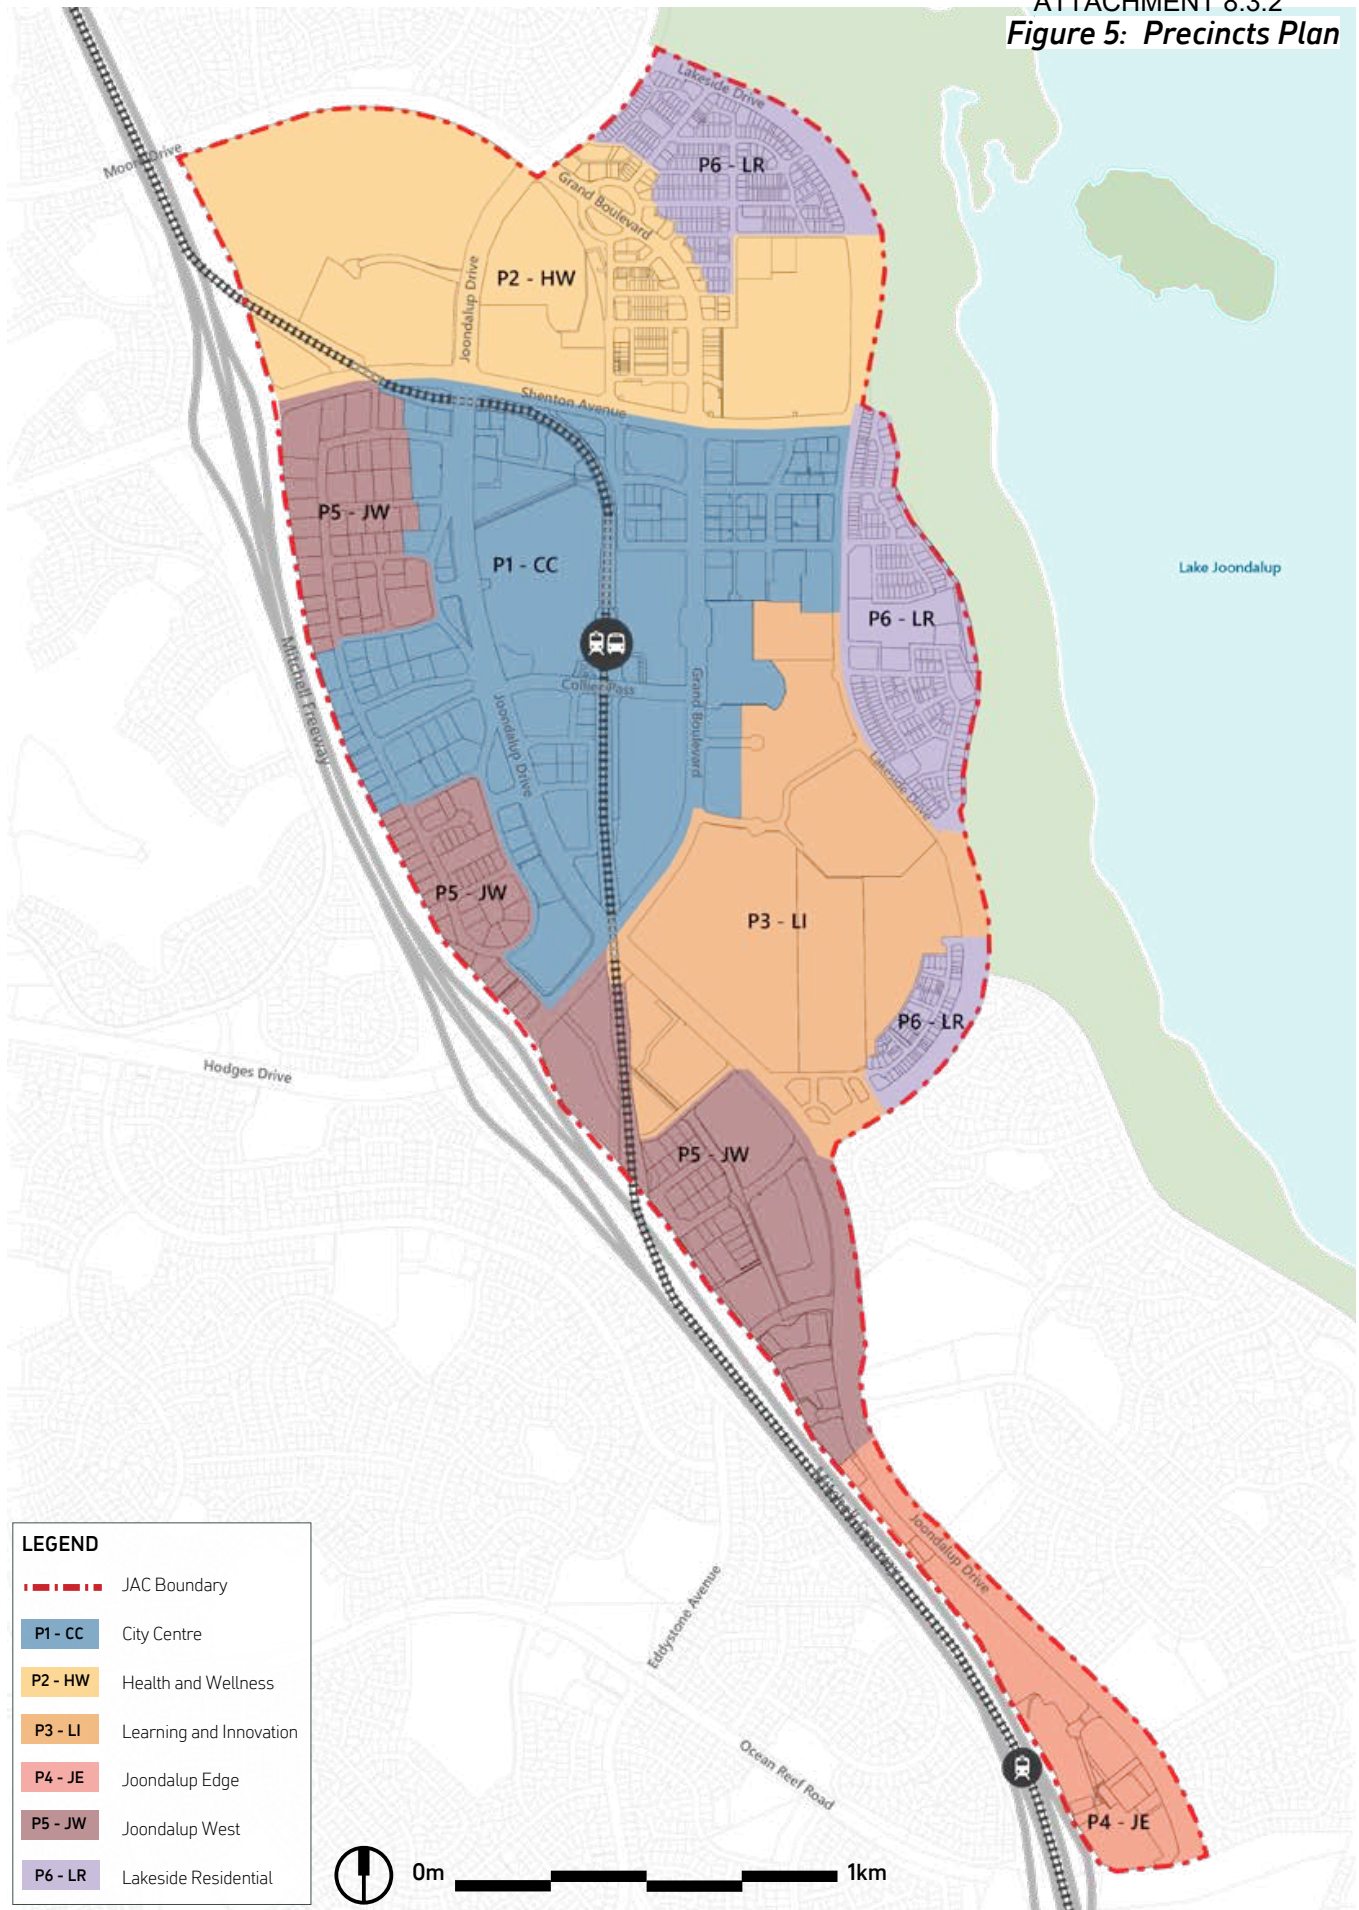 ATTACHMENT 8.3.2
Figure 5: Precincts Plan
Lakeside Drive
Moore Drive
P6 - LR
Grand Boulevard
P2 - HW
Joondalup Drive
Shenton Avenue
P5 - JW
P1 - CC
Lake Joondalup
P6 - LR
Mitchell Freeway
Collier Pass
Grand Boulevard
Joondalup Drive
Lakeside Drive
P5 - JW
P3 - LI
P6 - LR
Hodges Drive
P5 - JW
Mitchell Freeway
Joondalup Drive
Eddystone Avenue
Ocean Reef Road
P4 - JE
LEGEND
JAC Boundary
P1 - CC City Centre
P2 - HW Health and Wellness
P3 - LI Learning and Innovation
P4 - JE Joondalup Edge
P5 - JW Joondalup West
P6 - LR Lakeside Residential
0m 1km